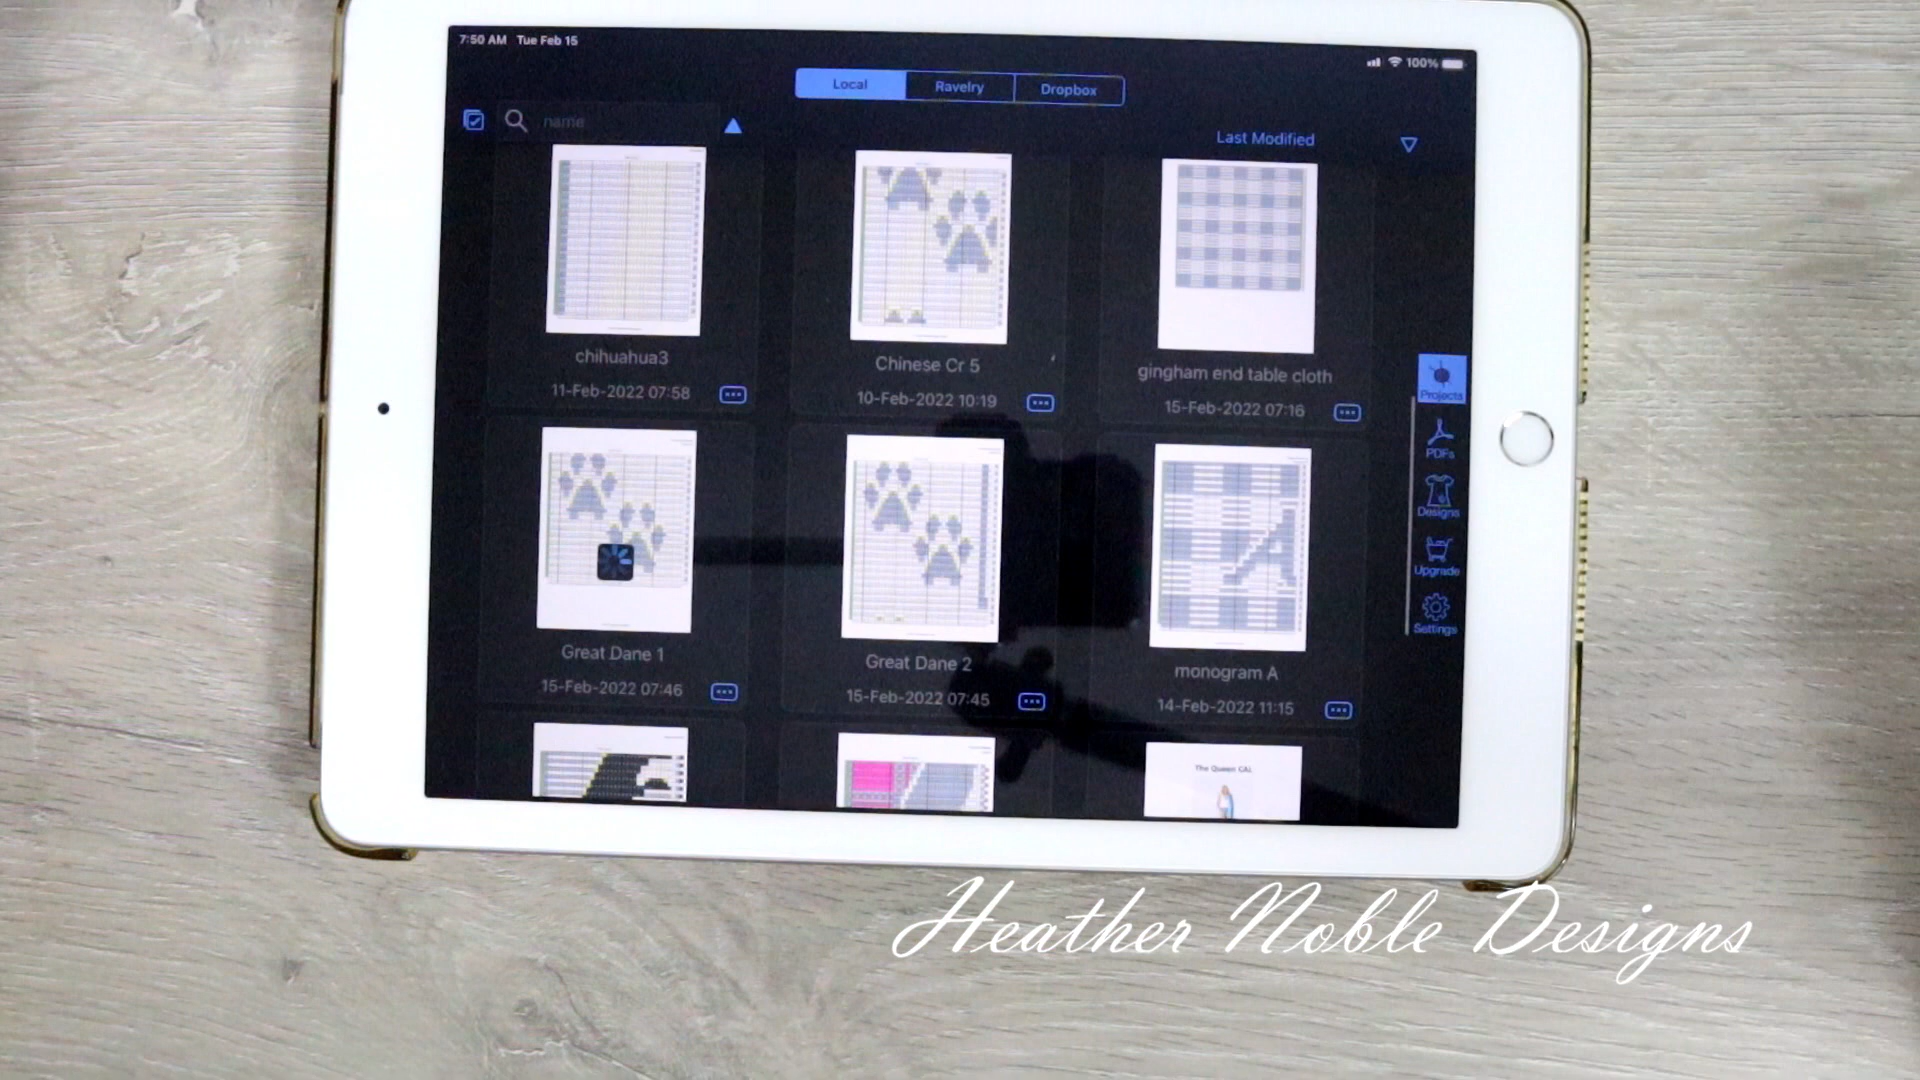 7:50 AM Tue Feb 15
100%
Local Ravelry Dropbox
name
Last Modified
chihuahua3
11-Feb-2022 07:58
Chinese Cr 5
10-Feb-2022 10:19
gingham end table cloth
15-Feb-2022 07:16
Projects
PDFs
Designs
Upgrade
Settings
Great Dane 1
15-Feb-2022 07:46
Great Dane 2
15-Feb-2022 07:45
monogram A
14-Feb-2022 11:15
The Queen CAL
Heather Noble Designs